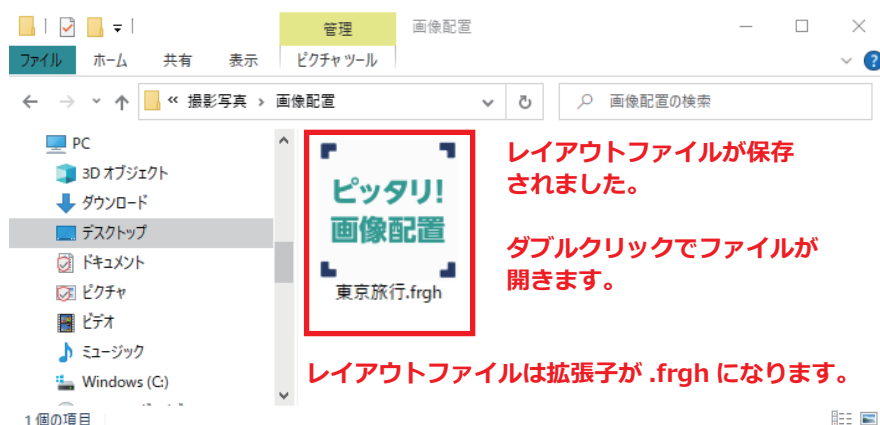 管理
画像配置
ファイル
ホーム
共有
表示
ピクチャ ツール
?
« 撮影写真 › 画像配置
画像配置の検索
PC
3D オブジェクト
ダウンロード
デスクトップ
ドキュメント
ピクチャ
ビデオ
ミュージック
Windows (C:)
ピッタリ!
画像配置
東京旅行.frgh
レイアウトファイルが保存
されました。
ダブルクリックでファイルが
開きます。
レイアウトファイルは拡張子が .frgh になります。
1 個の項目